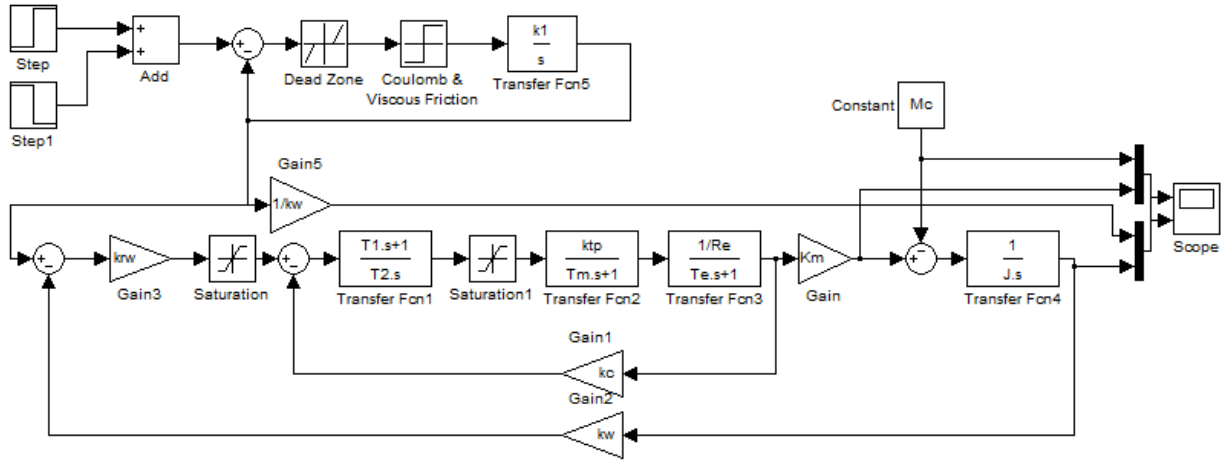 Step
+
+
Add
Step1
+
-
Dead Zone
Coulomb &
Viscous Friction
k1
s
Transfer Fcn5
Constant
Mc
Gain5
1/kw
Scope
+
-
krw
Gain3
Saturation
+
-
T1.s+1
T2.s
Transfer Fcn1
Saturation1
ktp
Tm.s+1
Transfer Fcn2
1/Re
Te.s+1
Transfer Fcn3
Km
Gain
-
+
1
J.s
Transfer Fcn4
Gain1
kc
Gain2
kw